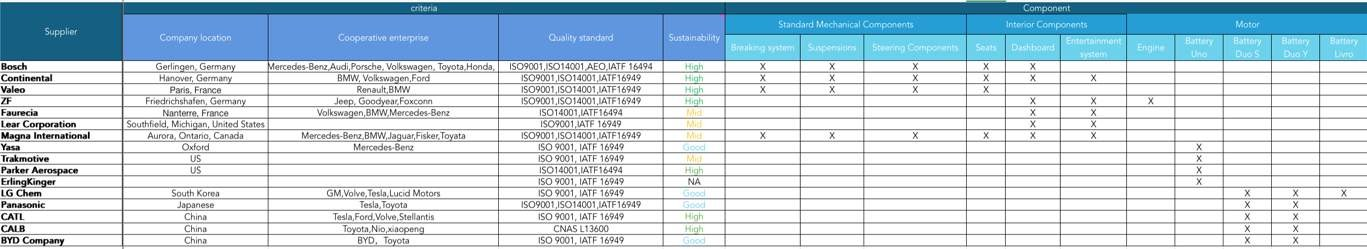 Supplier criteria Component
Company location Cooperative enterprise Quality standard Sustainability Standard Mechanical Components Interior Components Motor
Breaking system Suspensions Steering Components Seats Dashboard Entertainment system Engine Battery Uno Battery Duo S Battery Duo Y Battery Livro
Bosch Gerlingen, Germany Mercedes-Benz,Audi,Porsche, Volkswagen, Toyota,Honda, ISO9001,ISO14001,AEO,IATF 16494 High X X X X X
Continental Hanover, Germany BMW, Volkswagen,Ford ISO9001,ISO14001,IATF16949 High X X X X X X
Valeo Paris, France Renault,BMW ISO9001,ISO14001,IATF16949 High X X X X
ZF Friedrichshafen, Germany Jeep, Goodyear,Foxconn ISO9001,ISO14001,IATF16949 High X X X
Faurecia Nanterre, France Volkswagen,BMW,Mercedes-Benz ISO14001,IATF16494 Mid X X
Lear Corporation Southfield, Michigan, United States ISO9001,IATF 16949 Mid X X
Magna International Aurora, Ontario, Canada Mercedes-Benz,BMW,Jaguar,Fisker,Toyata ISO9001,ISO14001,IATF16949 Mid X X X X X X
Yasa Oxford Mercedes-Benz ISO 9001, IATF 16949 Good X
Trakmotive US ISO 9001, IATF 16949 Mid X
Parker Aerospace US ISO14001,IATF16494 High X
ErlingKinger ISO 9001, IATF 16949 NA X
LG Chem South Korea GM,Volve,Tesla,Lucid Motors ISO 9001, IATF 16949 Good X X X
Panasonic Japanese Tesla,Toyota ISO9001,ISO14001,IATF16949 Good X X
CATL China Tesla,Ford,Volve,Stellantis ISO 9001, IATF 16949 High X X
CALB China Toyota,Nio,xiaopeng CNAS L13600 High X X
BYD Company China BYD, Toyota ISO 9001, IATF 16949 Good X X